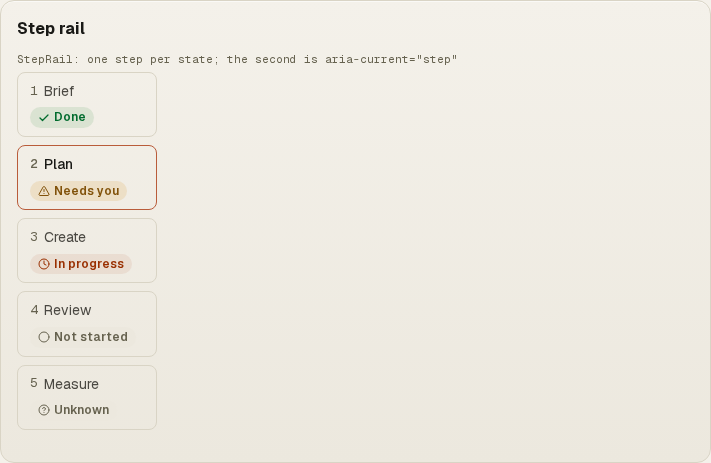 Step rail
StepRail: one step per state; the second is aria-current="step"
1 Brief
Done
2 Plan
Needs you
3 Create
In progress
4 Review
Not started
5 Measure
Unknown